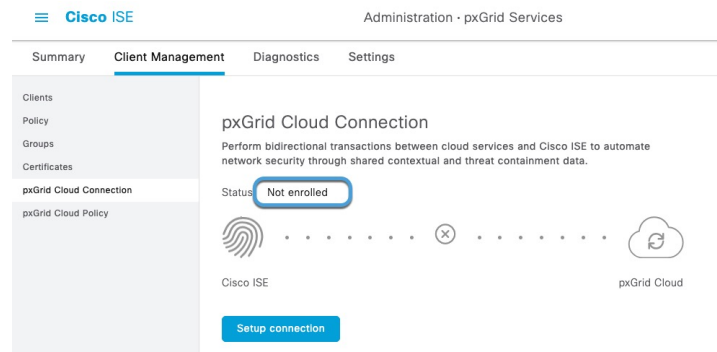 Cisco ISE
Administration · pxGrid Services
Summary Client Management Diagnostics Settings
Clients
Policy
Groups
Certificates
pxGrid Cloud Connection
pxGrid Cloud Policy
pxGrid Cloud Connection
Perform bidirectional transactions between cloud services and Cisco ISE to automate
network security through shared contextual and threat containment data.
Status Not enrolled
Cisco ISE
pxGrid Cloud
Setup connection